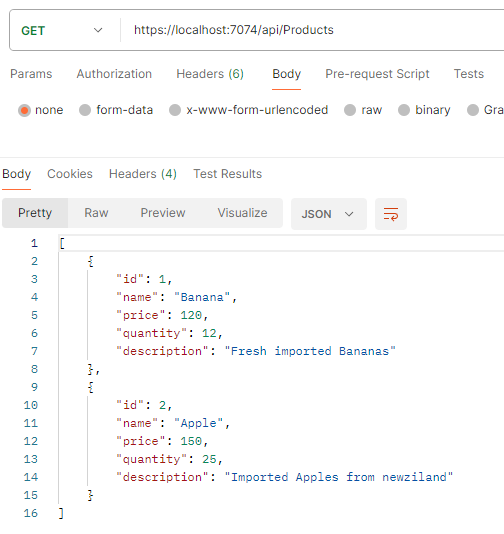 GET https://localhost:7074/api/Products
Params Authorization Headers (6) Body Pre-request Script Tests
none form-data x-www-form-urlencoded raw binary Gra
Body Cookies Headers (4) Test Results
Pretty Raw Preview Visualize JSON
1 [
2 {
3 "id": 1,
4 "name": "Banana",
5 "price": 120,
6 "quantity": 12,
7 "description": "Fresh imported Bananas"
8 },
9 {
10 "id": 2,
11 "name": "Apple",
12 "price": 150,
13 "quantity": 25,
14 "description": "Imported Apples from newziland"
15 }
16 ]